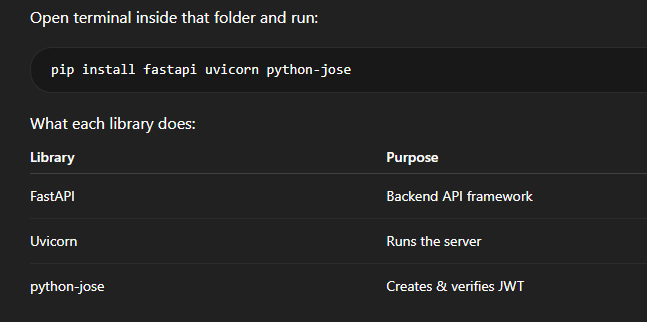 Open terminal inside that folder and run:
pip install fastapi uvicorn python-jose
What each library does:
Library Purpose
FastAPI Backend API framework
Uvicorn Runs the server
python-jose Creates & verifies JWT